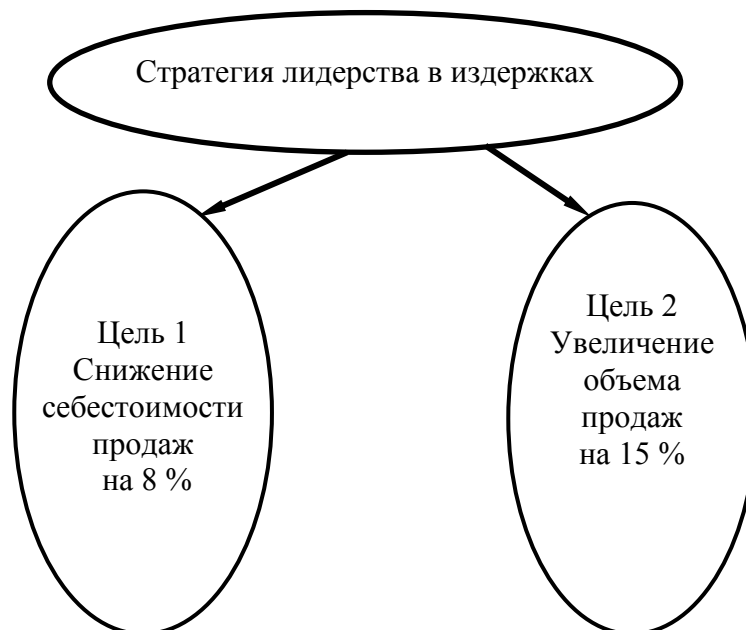 Стратегия лидерства в издержках
Цель 1
Снижение
себестоимости
продаж
на 8 %
Цель 2
Увеличение
объема
продаж
на 15 %